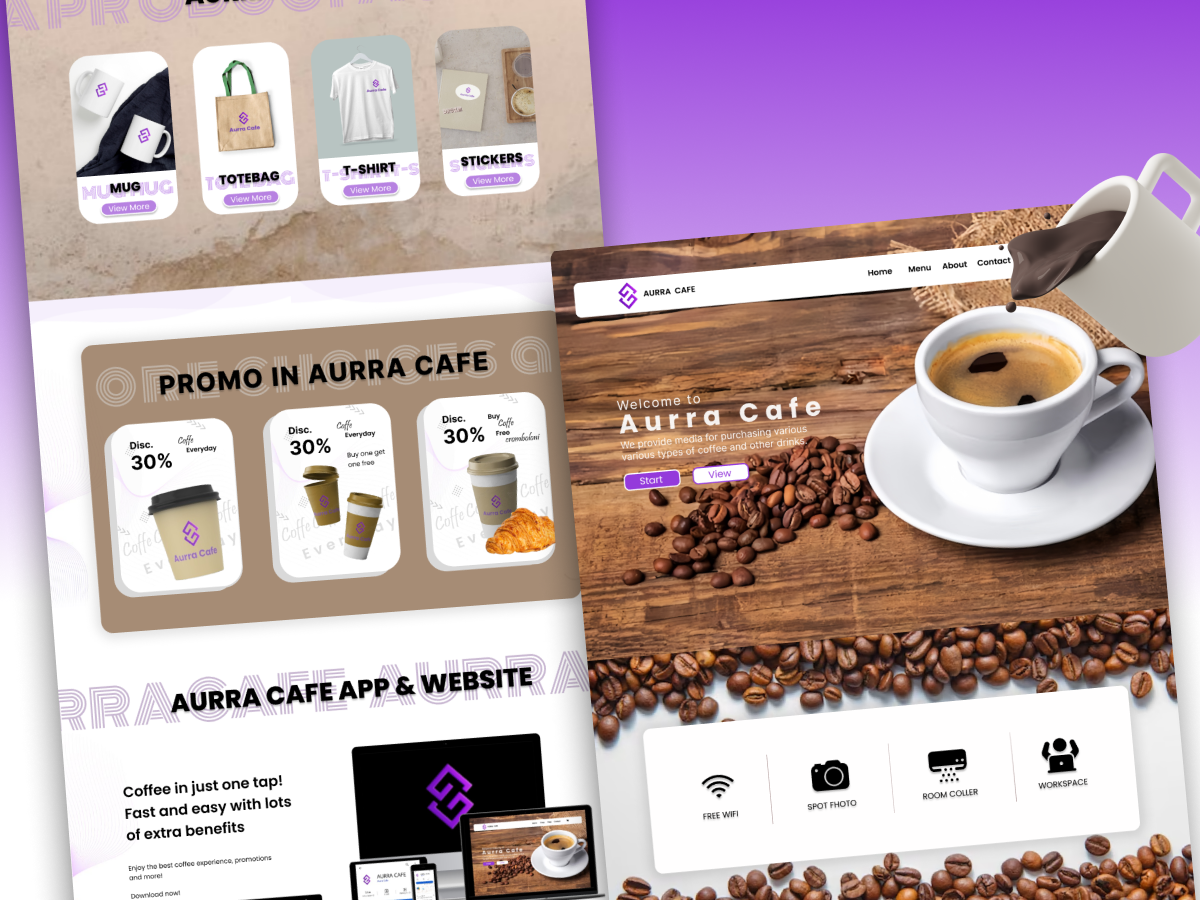 MUG
View More
TOTEBAG
View More
T-SHIRT
View More
STICKERS
View More
Aurra Cafe
PROMO IN AURRA CAFE
Disc.
30%
Coffe
Everyday
Aurra Cafe
Disc.
30%
Coffe
Everyday
Buy one get
one free
Disc.
30%
Buy
Coffe
Free
cromboloni
AURRA CAFE APP & WEBSITE
Coffee in just one tap!
Fast and easy with lots
of extra benefits
Enjoy the best coffee experience, promotions
and more!
Download now!
AURRA CAFE
Home Menu About Contact
Welcome to
Aurra Cafe
We provide media for purchasing various
various types of coffee and other drinks.
Start View
FREE WIFI
SPOT FHOTO
ROOM COLLER
WORKSPACE